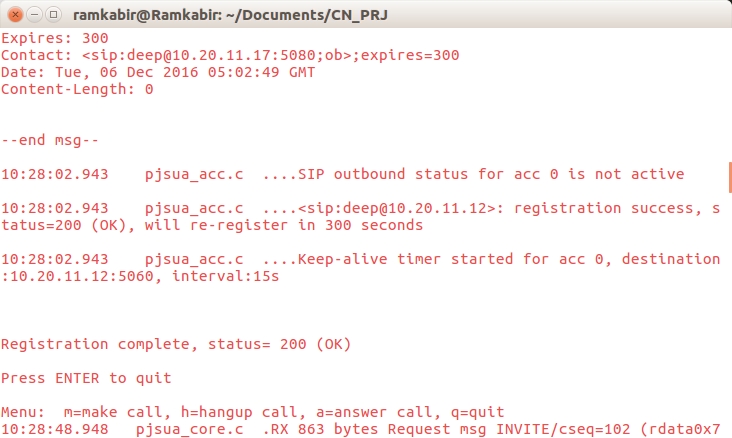 ramkabir@Ramkabir: ~/Documents/CN_PRJ
Expires: 300
Contact: <sip:deep@10.20.11.17:5080;ob>;expires=300
Date: Tue, 06 Dec 2016 05:02:49 GMT
Content-Length: 0
--end msg--
10:28:02.943    pjsua_acc.c  ....SIP outbound status for acc 0 is not active
10:28:02.943    pjsua_acc.c  ....<sip:deep@10.20.11.12>: registration success, s
tatus=200 (OK), will re-register in 300 seconds
10:28:02.943    pjsua_acc.c  ....Keep-alive timer started for acc 0, destination
:10.20.11.12:5060, interval:15s
Registration complete, status= 200 (OK)
Press ENTER to quit
Menu:  m=make call, h=hangup call, a=answer call, q=quit
10:28:48.948   pjsua_core.c  .RX 863 bytes Request msg INVITE/cseq=102 (rdata0x7